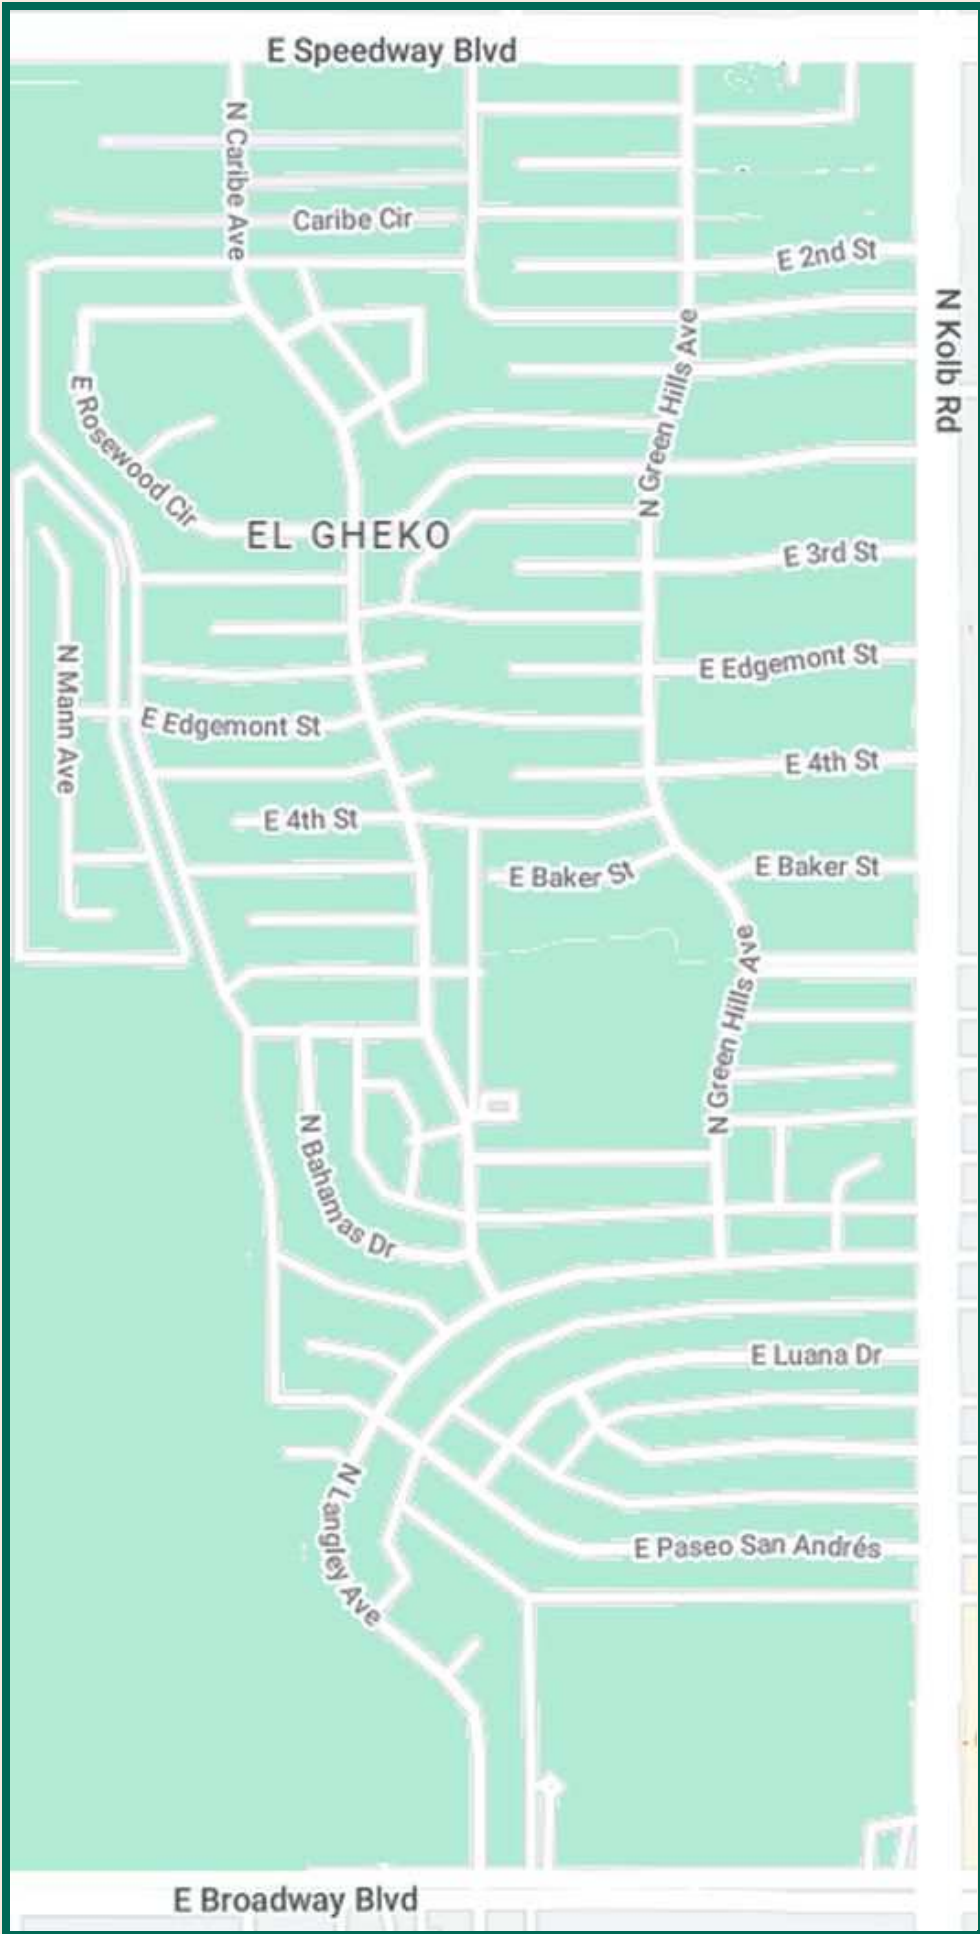 E Speedway Blvd
N Caribe Ave
Caribe Cir
E 2nd St
N Kolb Rd
N Green Hills Ave
E Rosewood Cir
EL GHEKO
E 3rd St
N Mann Ave
E Edgemont St
E Edgemont St
E 4th St
E 4th St
E Baker St
E Baker St
N Green Hills Ave
N Bahamas Dr
E Luana Dr
N Langley Ave
E Paseo San Andrés
E Broadway Blvd